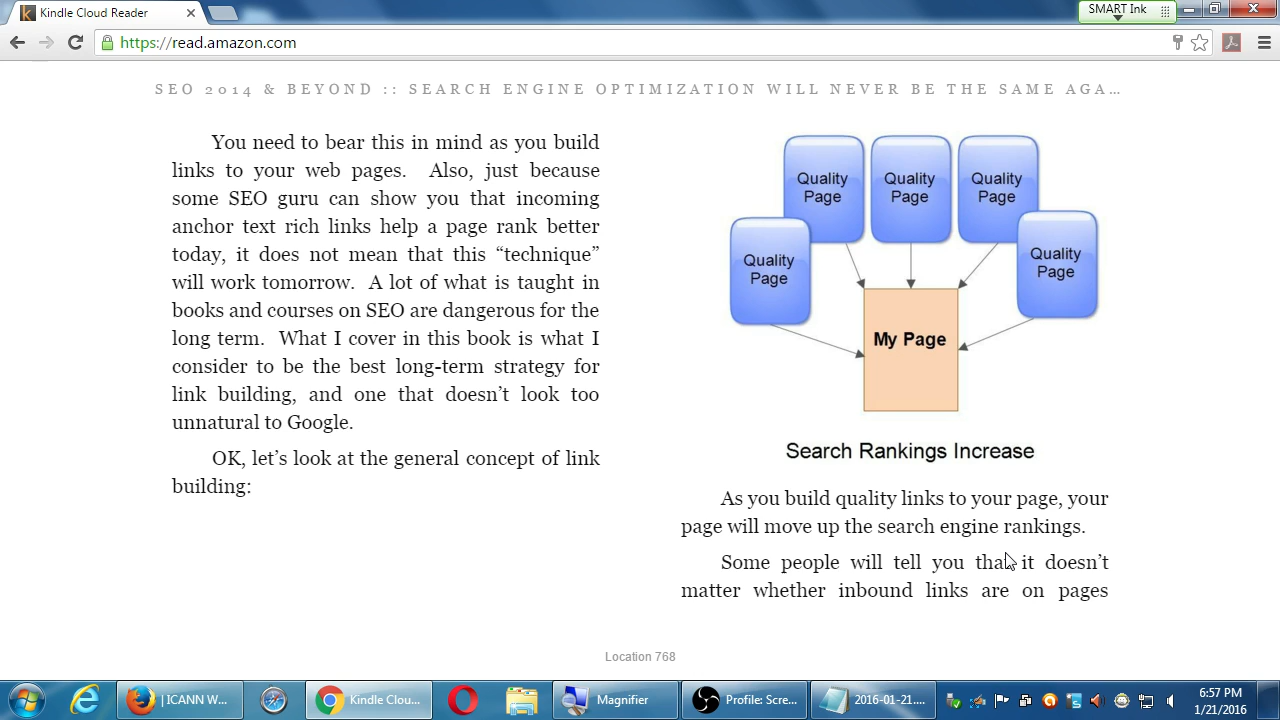 Kindle Cloud Reader
SMART Ink
https://read.amazon.com
SEO 2014 & BEYOND :: SEARCH ENGINE OPTIMIZATION WILL NEVER BE THE SAME AGA…
You need to bear this in mind as you build
links to your web pages. Also, just because
some SEO guru can show you that incoming
anchor text rich links help a page rank better
today, it does not mean that this “technique”
will work tomorrow. A lot of what is taught in
books and courses on SEO are dangerous for the
long term. What I cover in this book is what I
consider to be the best long-term strategy for
link building, and one that doesn’t look too
unnatural to Google.
OK, let’s look at the general concept of link
building:
Quality
Page
Quality
Page
Quality
Page
Quality
Page
Quality
Page
My Page
Search Rankings Increase
As you build quality links to your page, your
page will move up the search engine rankings.
Some people will tell you that it doesn’t
matter whether inbound links are on pages
Location 768
| ICANN W...
Kindle Clou...
Magnifier
Profile: Scre...
2016-01-21...
6:57 PM
1/21/2016